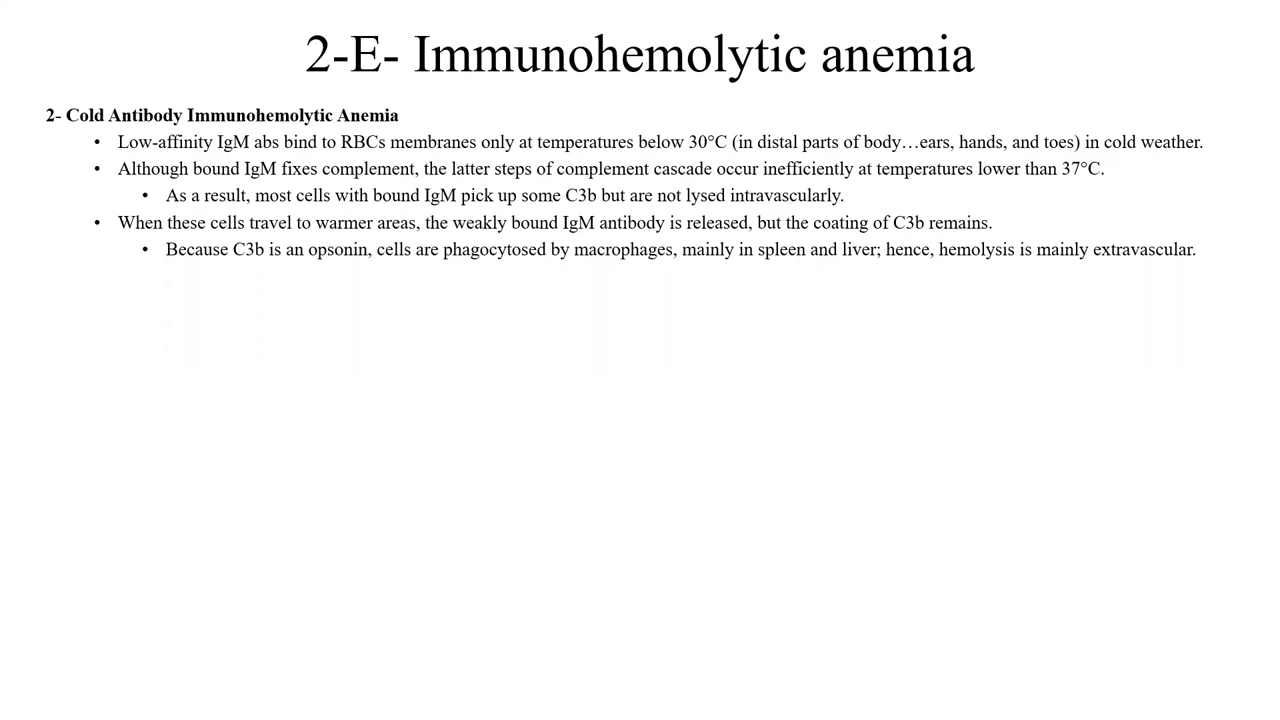 2-E- Immunohemolytic anemia
2- Cold Antibody Immunohemolytic Anemia
• Low-affinity IgM abs bind to RBCs membranes only at temperatures below 30°C (in distal parts of body…ears, hands, and toes) in cold weather.
• Although bound IgM fixes complement, the latter steps of complement cascade occur inefficiently at temperatures lower than 37°C.
• As a result, most cells with bound IgM pick up some C3b but are not lysed intravascularly.
• When these cells travel to warmer areas, the weakly bound IgM antibody is released, but the coating of C3b remains.
• Because C3b is an opsonin, cells are phagocytosed by macrophages, mainly in spleen and liver; hence, hemolysis is mainly extravascular.